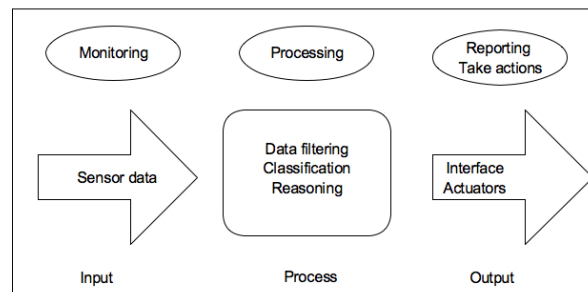 Monitoring
Processing
Reporting
Take actions
Sensor data
Data filtering
Classification
Reasoning
Interface
Actuators
Input
Process
Output